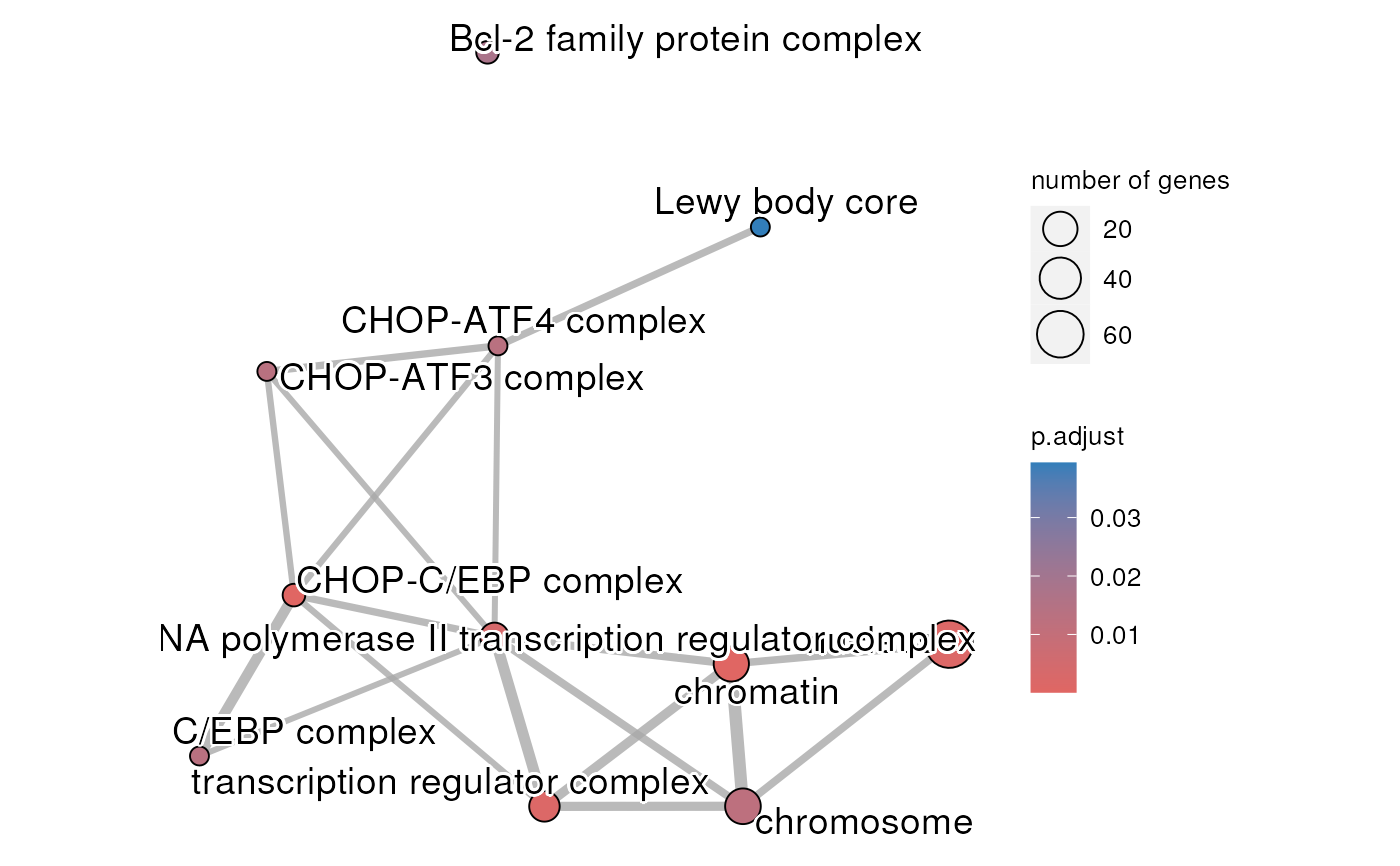 Bcl-2 family protein complex
Lewy body core
CHOP-ATF4 complex
CHOP-ATF3 complex
CHOP-C/EBP complex
NA polymerase II transcription regulator complex
chromatin
C/EBP complex
transcription regulator complex
chromosome
number of genes
20
40
60
p.adjust
0.03
0.02
0.01